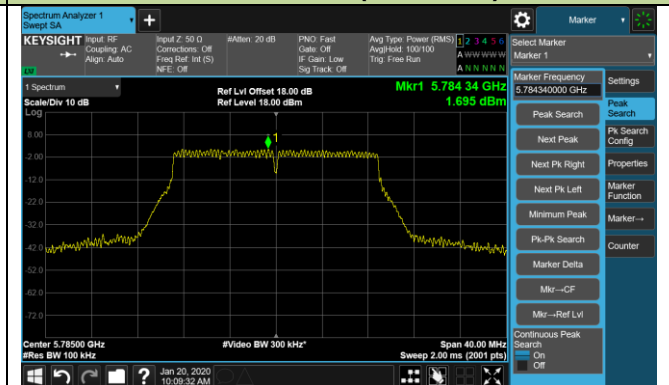 Spectrum Analyzer 1
Swept SA
Marker
KEYSIGHT
Input: RF
Coupling: AC
Align: Auto
Input Z: 50 Ω
Corrections: Off
Freq Ref: Int (S)
NFE: Off
#Atten: 20 dB
PNO: Fast
Gate: Off
IF Gain: Low
Sig Track: Off
Avg Type: Power (RMS)
Avg|Hold: 100/100
Trig: Free Run
1 2 3 4 5 6
A W W W W W
A N N N N N
LXI
Select Marker
Marker 1
1 Spectrum
Scale/Div 10 dB
Log
Ref Lvl Offset 18.00 dB
Ref Level 18.00 dBm
Mkr1 5.784 34 GHz
1.695 dBm
8.00
-2.00
-12.0
-22.0
-32.0
-42.0
-52.0
-62.0
-72.0
1
Center 5.78500 GHz
#Res BW 100 kHz
#Video BW 300 kHz*
Span 40.00 MHz
Sweep 2.00 ms (2001 pts)
Marker Frequency
5.784340000 GHz
Peak Search
Next Peak
Next Pk Right
Next Pk Left
Minimum Peak
Pk-Pk Search
Marker Delta
Mkr→CF
Mkr→Ref Lvl
Continuous Peak
Search
On
Off
Settings
Peak
Search
Pk Search
Config
Properties
Marker
Function
Marker→
Counter
?
Jan 20, 2020
10:09:32 AM